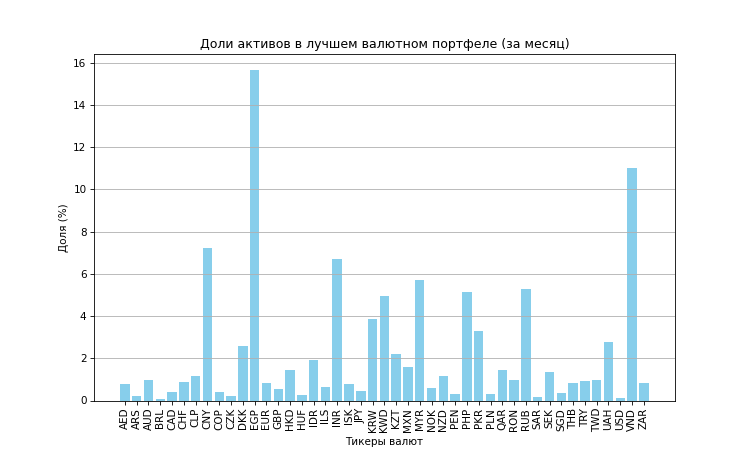 Доли активов в лучшем валютном портфеле (за месяц)
Доля (%)
16
14
12
10
8
6
4
2
0
AED ARS AUD BRL CAD CHF CLP CNY COP CZK DKK EGP EUR GBP HKD HUF IDR ILS INR ISK JPY KRW KWD KZT MXN MYR NOK NZD PEN PHP PKR PLN QAR RON RUB SAR SEK SGD THB TRY TWD UAH USD VND ZAR
Тикеры валют